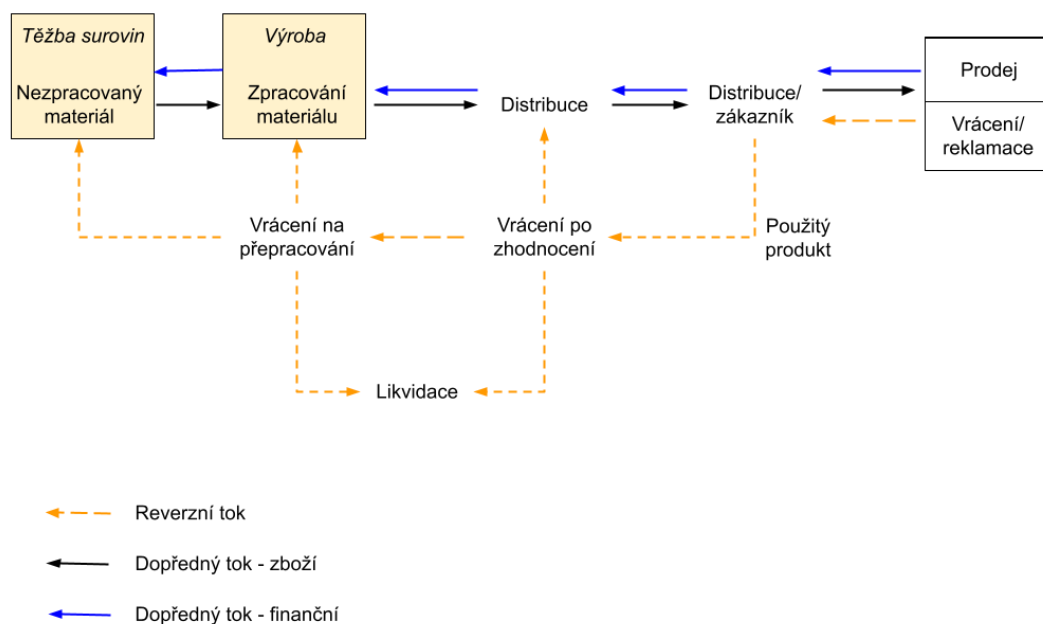 Těžba surovin
Nezpracovaný
materiál
Výroba
Zpracování
materiálu
Distribuce
Distribuce/
zákazník
Prodej
Vrácení/
reklamace
Vrácení na
přepracování
Vrácení po
zhodnocení
Použitý
produkt
Likvidace
Reverzní tok
Dopředný tok - zboží
Dopředný tok - finanční